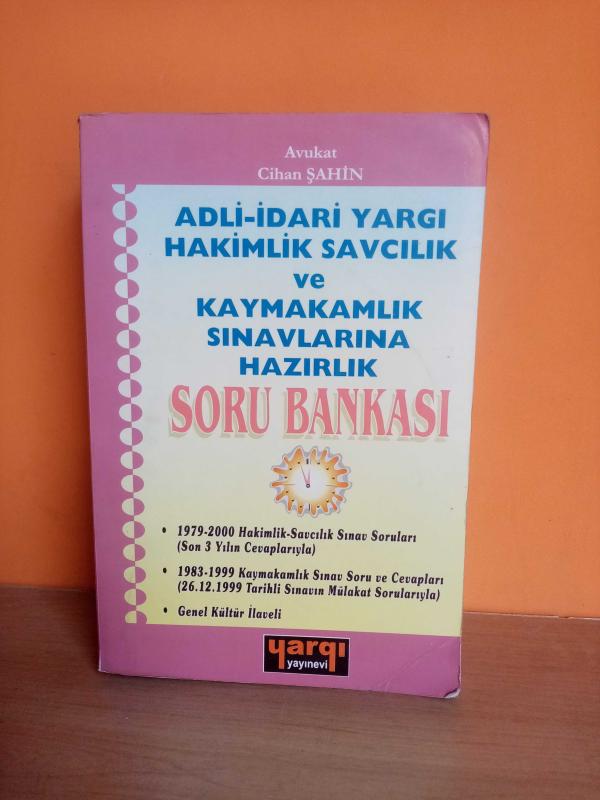 Avukat
Cihan ŞAHİN
ADLİ-İDARİ YARGI
HAKİMLİK SAVCILIK
ve
KAYMAKAMLIK
SINAVLARINA
HAZIRLIK
SORU BANKASI
• 1979-2000 Hakimlik-Savcılık Sınav Soruları
(Son 3 Yılın Cevaplarıyla)
• 1983-1999 Kaymakamlık Sınav Soru ve Cevapları
(26.12.1999 Tarihli Sınavın Mülakat Sorularıyla)
• Genel Kültür İlaveli
yargı
yayınevi